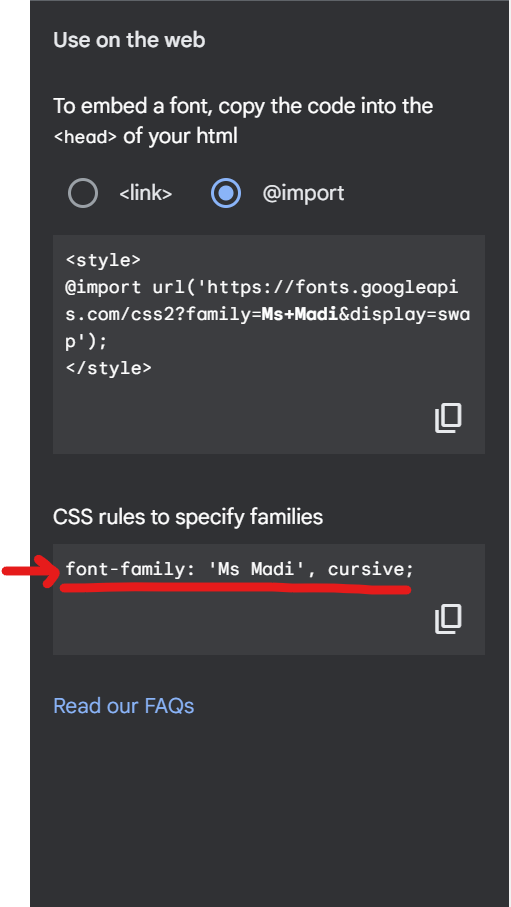 Use on the web
To embed a font, copy the code into the
<head> of your html
<link>
@import
<style>
@import url('https://fonts.googleapi
s.com/css2?family=Ms+Madi&display=swa
p');
</style>
CSS rules to specify families
font-family: 'Ms Madi', cursive;
Read our FAQs